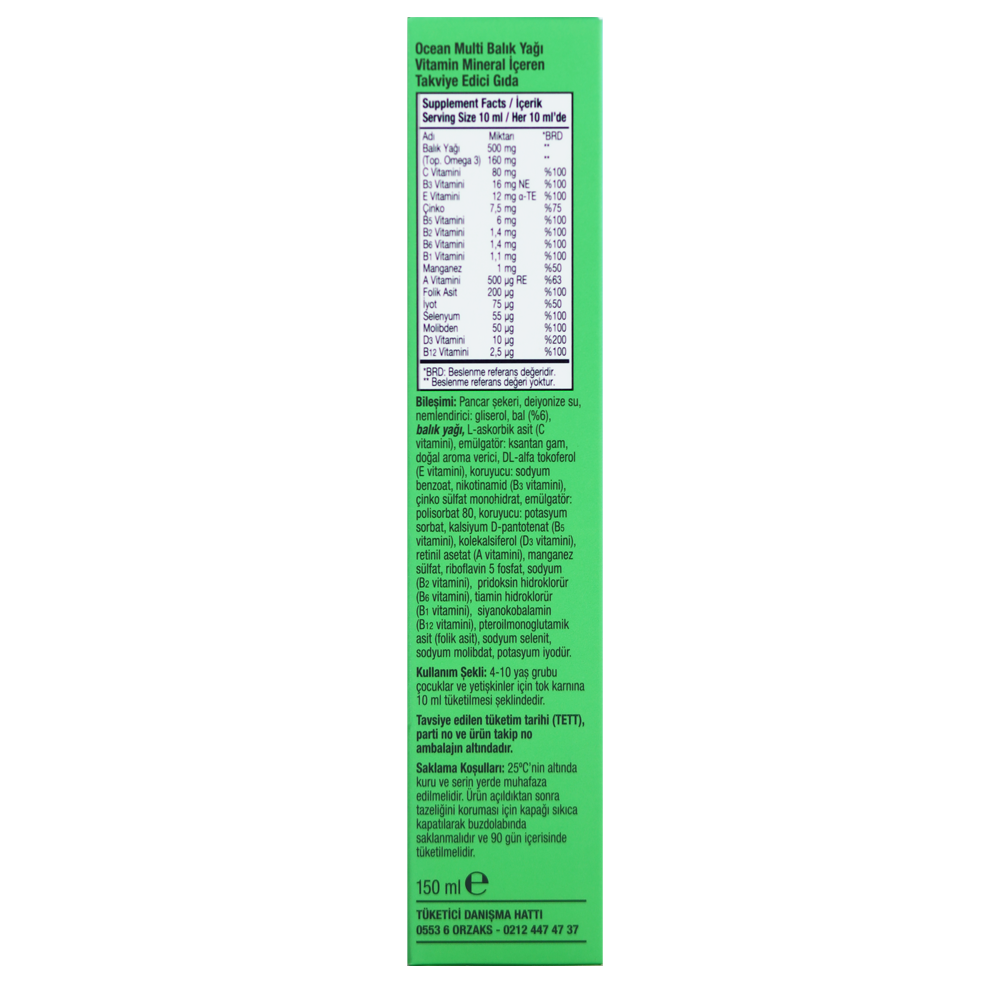 Ocean Multi Balık Yağı
Vitamin Mineral İçeren
Takviye Edici Gıda
Supplement Facts / İçerik
Serving Size 10 ml / Her 10 ml'de
Adı Miktarı *BRD
Balık Yağı 500 mg **
(Top. Omega 3) 160 mg **
C Vitamini 80 mg %100
B3 Vitamini 16 mg NE %100
E Vitamini 12 mg α-TE %100
Çinko 7,5 mg %75
B5 Vitamini 6 mg %100
B2 Vitamini 1,4 mg %100
B6 Vitamini 1,4 mg %100
B1 Vitamini 1,1 mg %100
Manganez 1 mg %50
A Vitamini 500 µg RE %63
Folik Asit 200 µg %100
İyot 75 µg %50
Selenyum 55 µg %100
Molibden 50 µg %100
D3 Vitamini 10 µg %200
B12 Vitamini 2,5 µg %100
*BRD: Beslenme referans değeridir.
** Beslenme referans değeri yoktur.
Bileşimi: Pancar şekeri, deiyonize su,
nemlendirici: gliserol, bal (%6),
balık yağı, L-askorbik asit (C
vitamini), emülgatör: ksantan gam,
doğal aroma verici, DL-alfa tokoferol
(E vitamini), koruyucu: sodyum
benzoat, nikotinamid (B3 vitamini),
çinko sülfat monohidrat, emülgatör:
polisorbat 80, koruyucu: potasyum
sorbat, kalsiyum D-pantotenat (B5
vitamini), kolekalsiferol (D3 vitamini),
retinil asetat (A vitamini), manganez
sülfat, riboflavin 5 fosfat, sodyum
(B2 vitamini), pridoksin hidroklorür
(B6 vitamini), tiamin hidroklorür
(B1 vitamini), siyanokobalamin
(B12 vitamini), pteroilmonoglutamik
asit (folik asit), sodyum selenit,
sodyum molibdat, potasyum iyodür.
Kullanım Şekli: 4-10 yaş grubu
çocuklar ve yetişkinler için tok karnına
10 ml tüketilmesi şeklindedir.
Tavsiye edilen tüketim tarihi (TETT),
parti no ve ürün takip no
ambalajın altındadır.
Saklama Koşulları: 25°C'nin altında
kuru ve serin yerde muhafaza
edilmelidir. Ürün açıldıktan sonra
tazeliğini koruması için kapağı sıkıca
kapatılarak buzdolabında
saklanmalıdır ve 90 gün içerisinde
tüketilmelidir.
150 ml ℮
TÜKETİCİ DANIŞMA HATTI
0553 6 ORZAKS - 0212 447 47 37